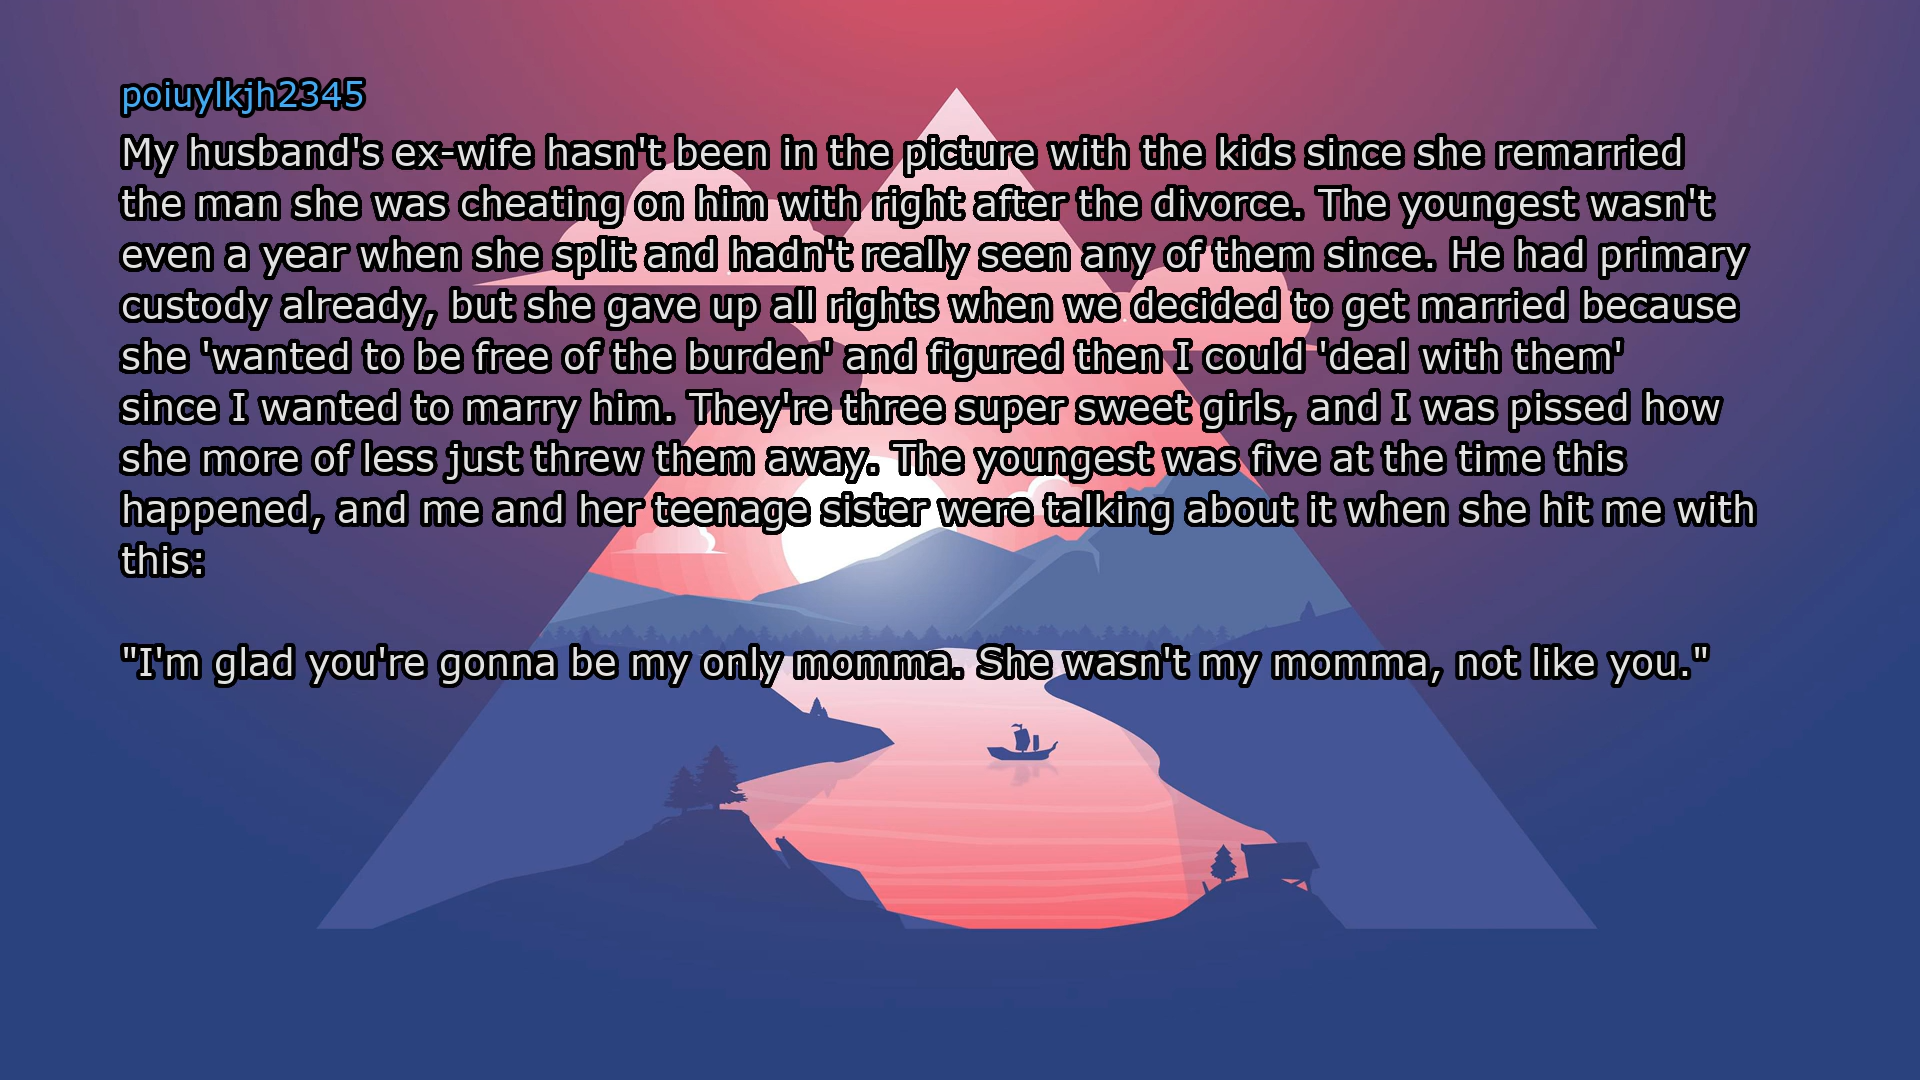 poiuylkjh2345
My husband's ex-wife hasn't been in the picture with the kids since she remarried
the man she was cheating on him with right after the divorce. The youngest wasn't
even a year when she split and hadn't really seen any of them since. He had primary
custody already, but she gave up all rights when we decided to get married because
she 'wanted to be free of the burden' and figured then I could 'deal with them'
since I wanted to marry him. They're three super sweet girls, and I was pissed how
she more of less just threw them away. The youngest was five at the time this
happened, and me and her teenage sister were talking about it when she hit me with
this:
"I'm glad you're gonna be my only momma. She wasn't my momma, not like you."